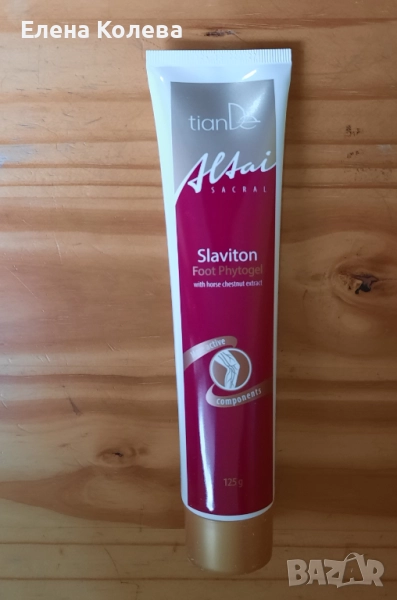 Елена Колева
tianDe
Altai
SACRAL
Slaviton
Foot Phytogel
with horse chestnut extract
active
components
125g
BAZAR